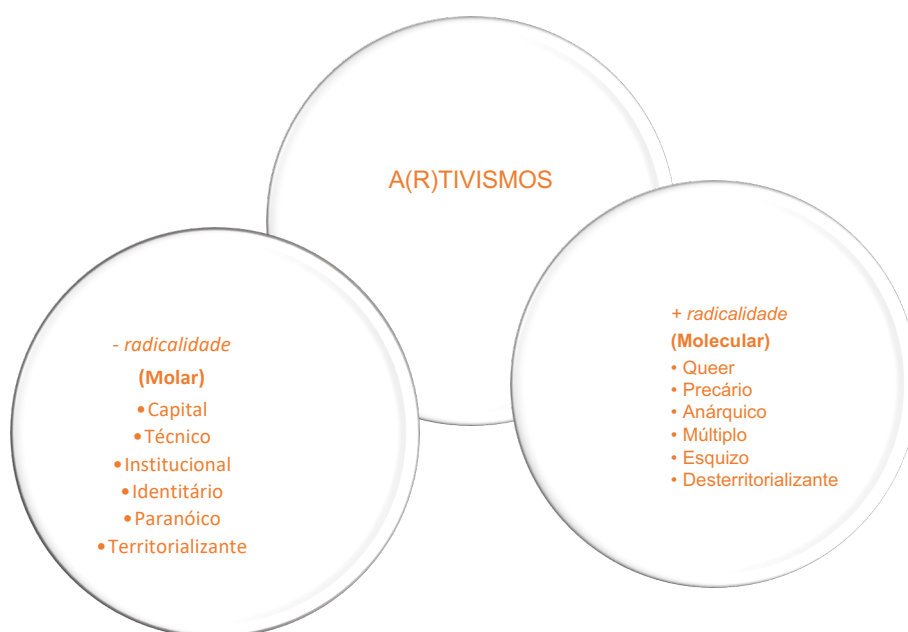 A(R)TIVISMOS
- radicalidade
(Molar)
• Capital
• Técnico
• Institucional
• Identitário
• Paranóico
• Territorializante
+ radicalidade
(Molecular)
• Queer
• Precário
• Anárquico
• Múltiplo
• Esquizo
• Desterritorializante